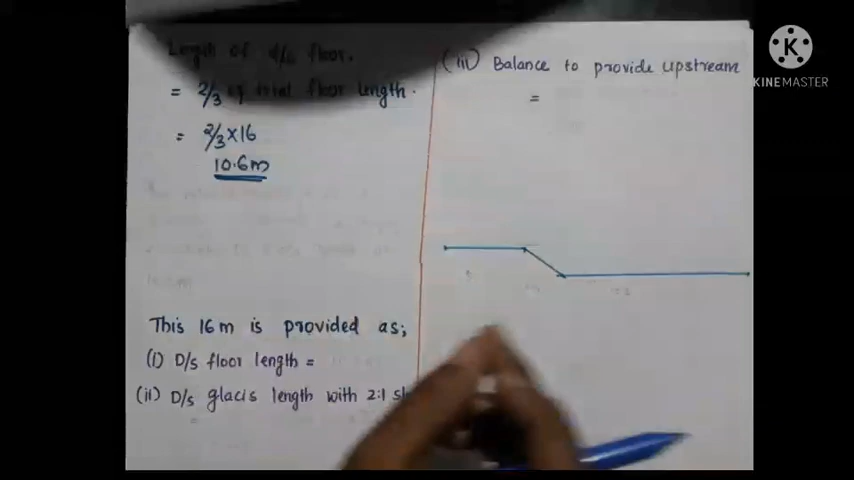 Length of d/s floor.
= 2/3 of total floor length.
= 2/3 × 16
10.6m
This 16m is provided as;
(i) D/s floor length =
(ii) D/s glacis length with 2:1
=
(iii) Balance to provide upstream
=
K
KINEMASTER